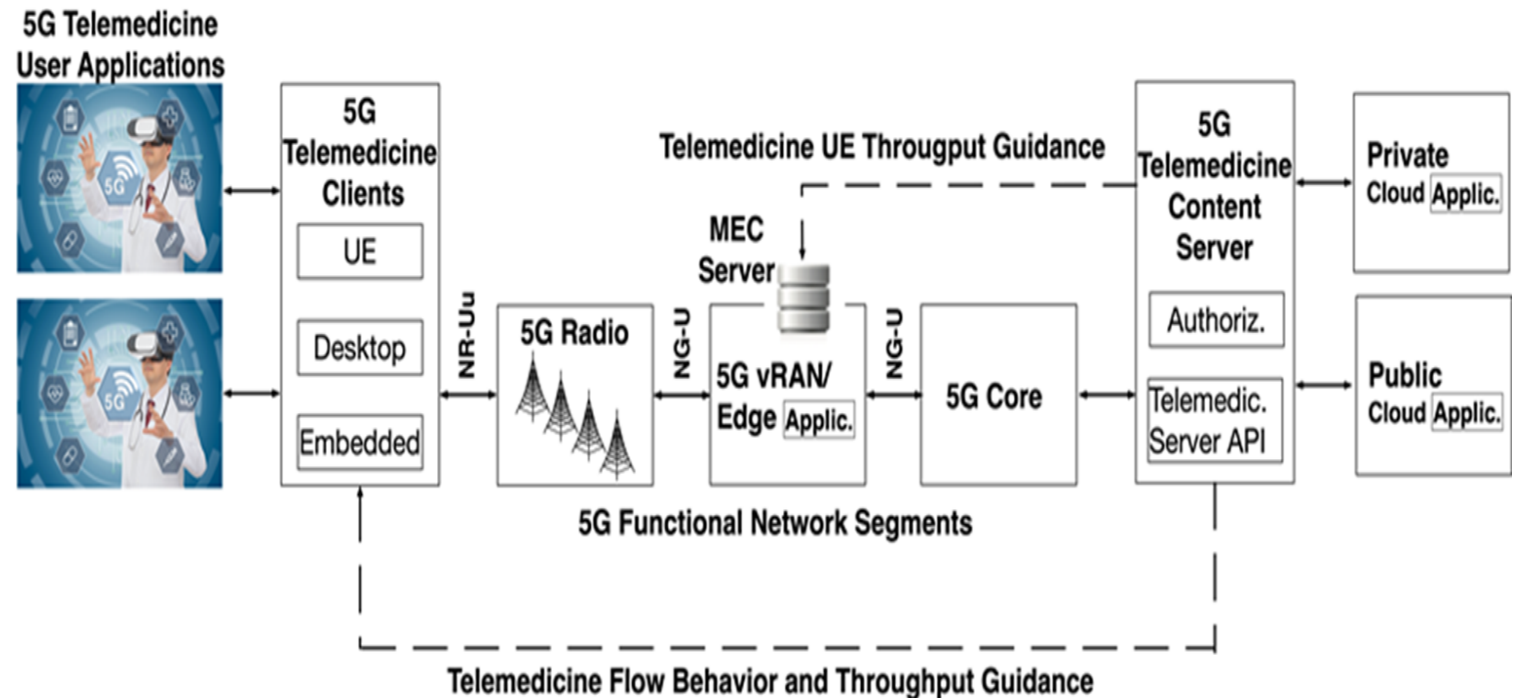 5G Telemedicine
User Applications
5G
5G
5G
Telemedicine
Clients
UE
Desktop
Embedded
NR-Uu
5G Radio
NG-U
Telemedicine UE Througput Guidance
MEC
Server
5G vRAN/
Edge Applic.
NG-U
5G Core
5G
Telemedicine
Content
Server
Authoriz.
Telemedic.
Server API
Private
Cloud Applic.
Public
Cloud Applic.
5G Functional Network Segments
Telemedicine Flow Behavior and Throughput Guidance